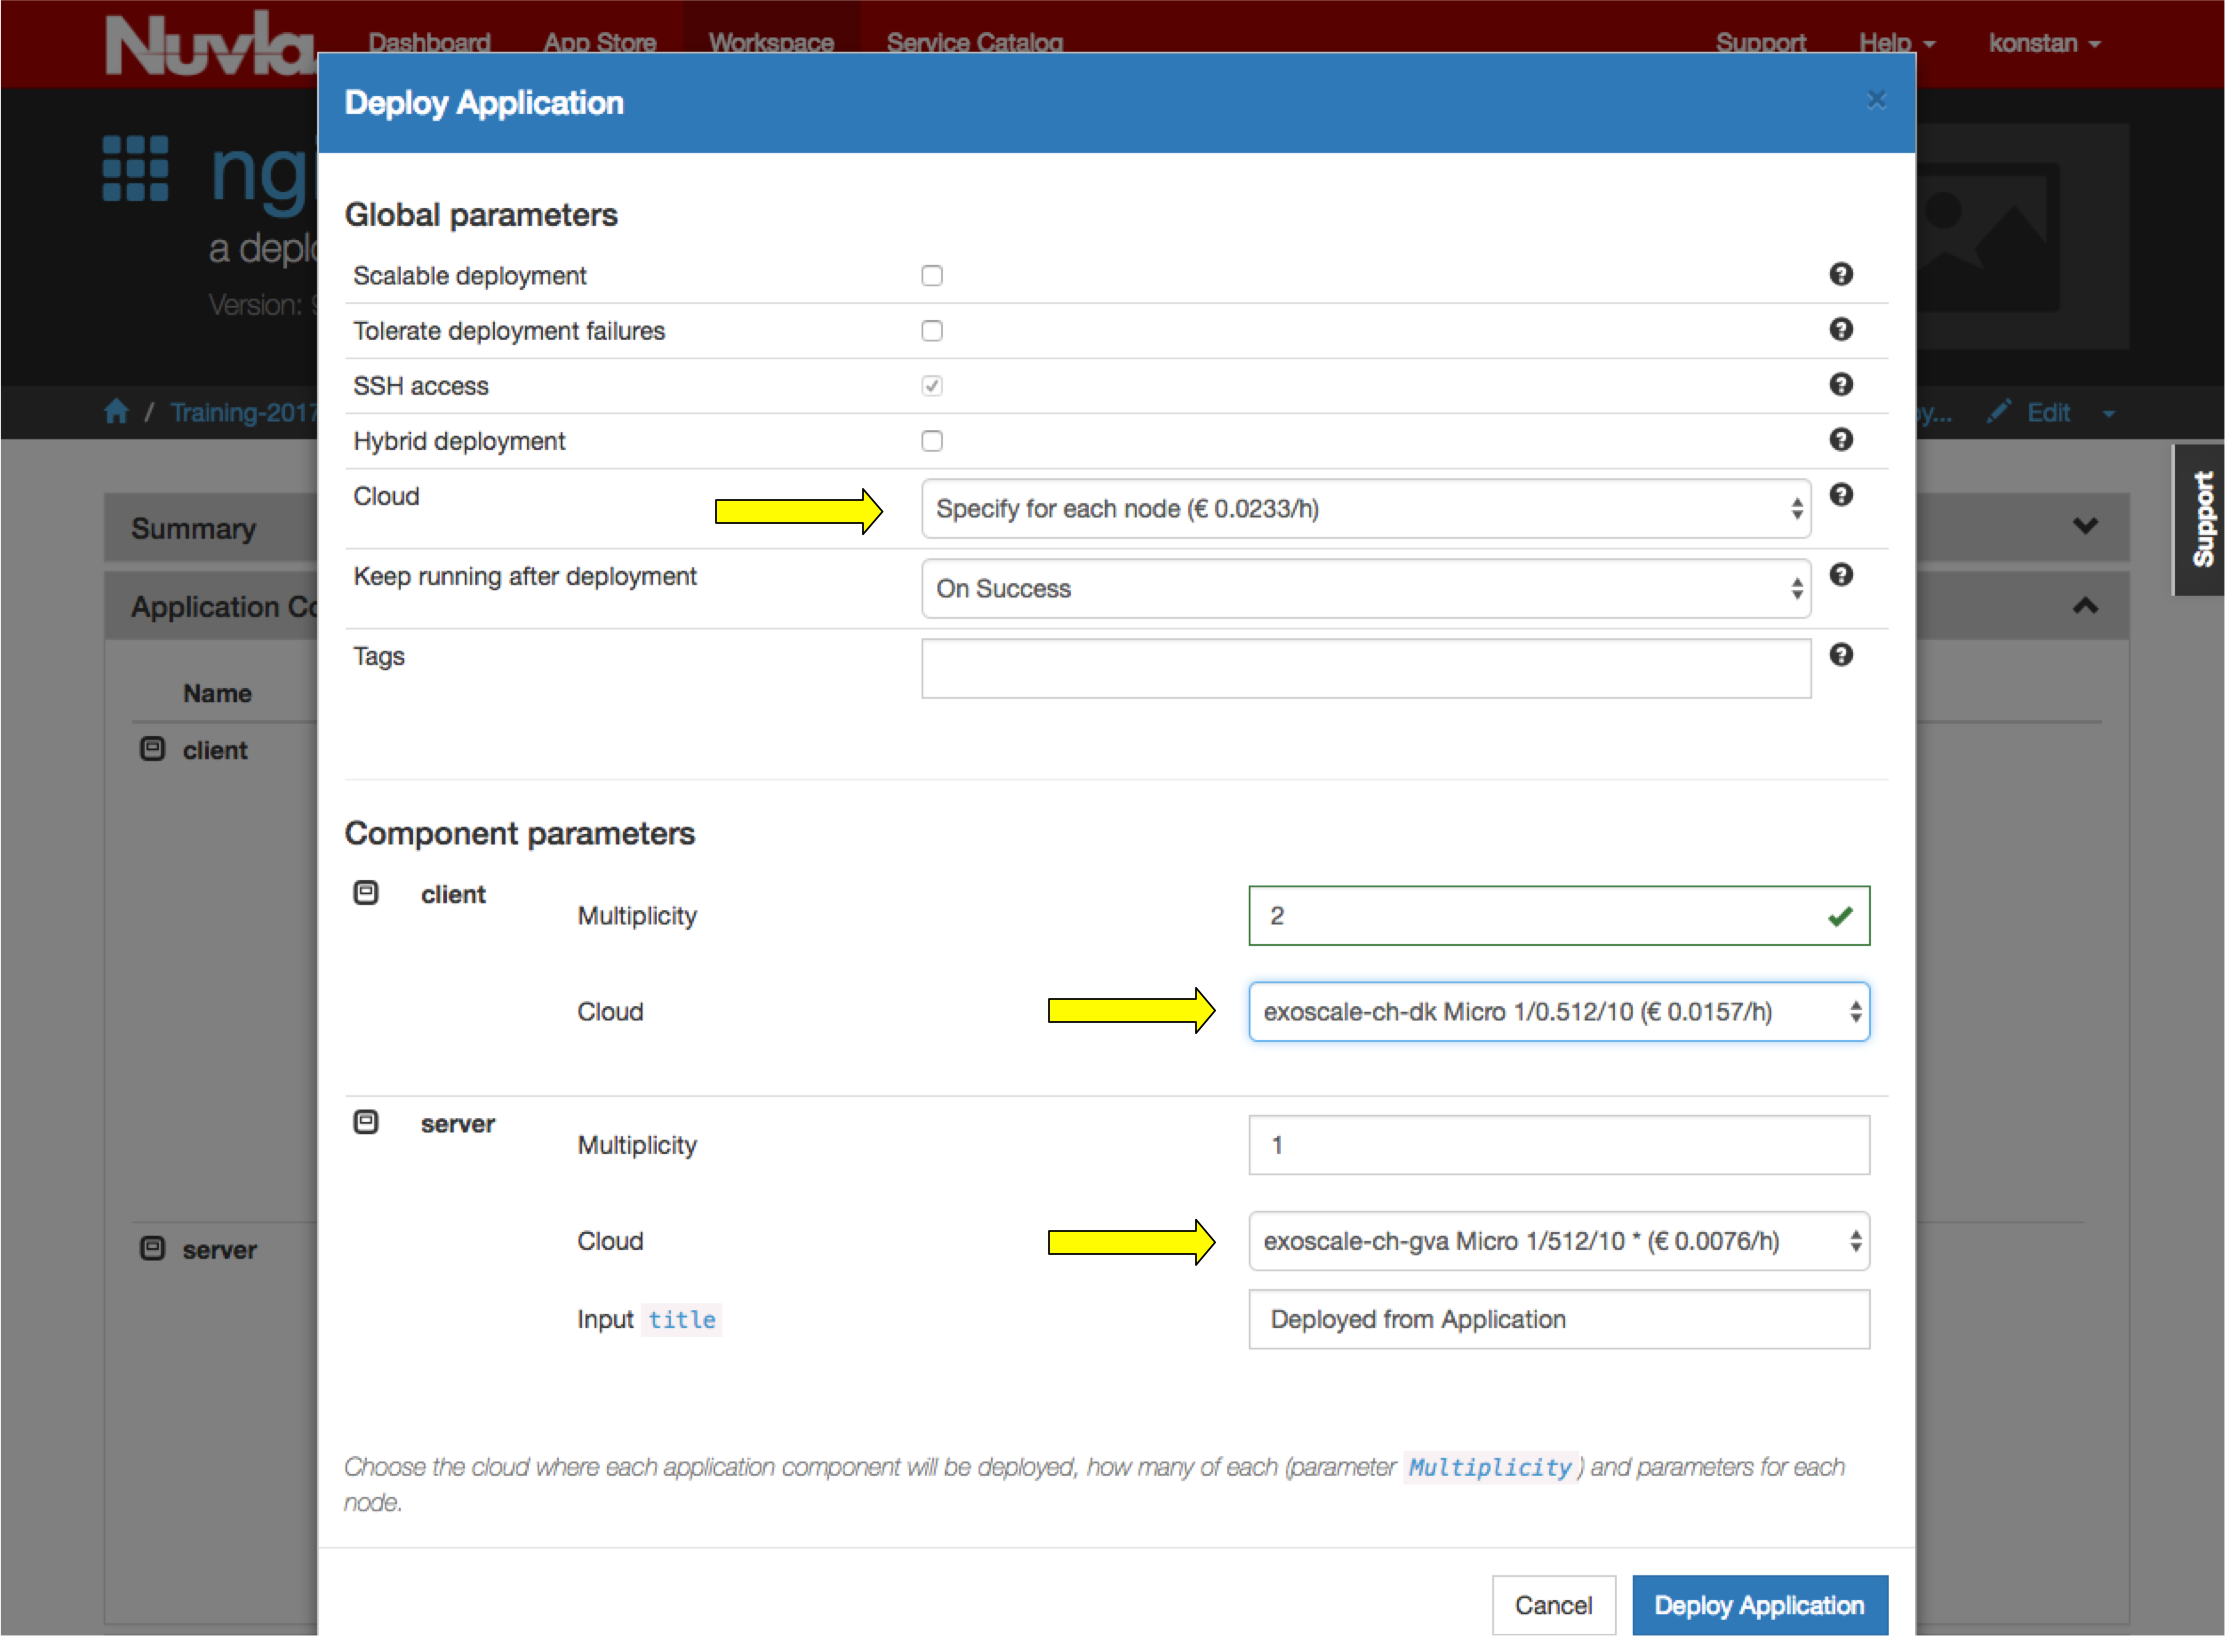 Nuvla
Dashboard App Store Workspace Service Catalog Support Help konstan
Deploy Application ×
a
Version:
Global parameters
Scalable deployment
Tolerate deployment failures
SSH access
/ Training-2017 Edit
Hybrid deployment
Cloud Specify for each node (€ 0.0233/h)
Support
Summary
Keep running after deployment On Success
Application
Tags
Name
client
Component parameters
client
Multiplicity 2
Cloud exoscale-ch-dk Micro 1/0.512/10 (€ 0.0157/h)
server
Multiplicity 1
Cloud exoscale-ch-gva Micro 1/512/10 * (€ 0.0076/h)
server
Input title Deployed from Application
Choose the cloud where each application component will be deployed, how many of each (parameter Multiplicity) and parameters for each
node.
Cancel Deploy Application